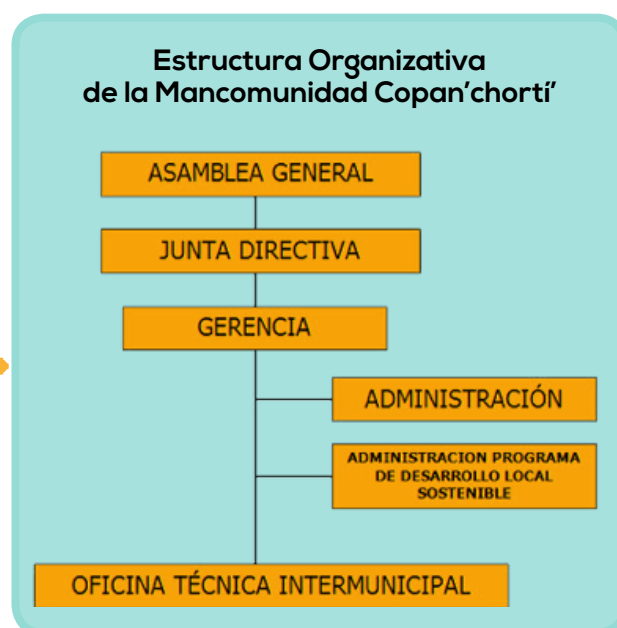 Estructura Organizativa
de la Mancomunidad Copan’chortí’
ASAMBLEA GENERAL
JUNTA DIRECTIVA
GERENCIA
ADMINISTRACIÓN
ADMINISTRACION PROGRAMA
DE DESARROLLO LOCAL
SOSTENIBLE
OFICINA TÉCNICA INTERMUNICIPAL